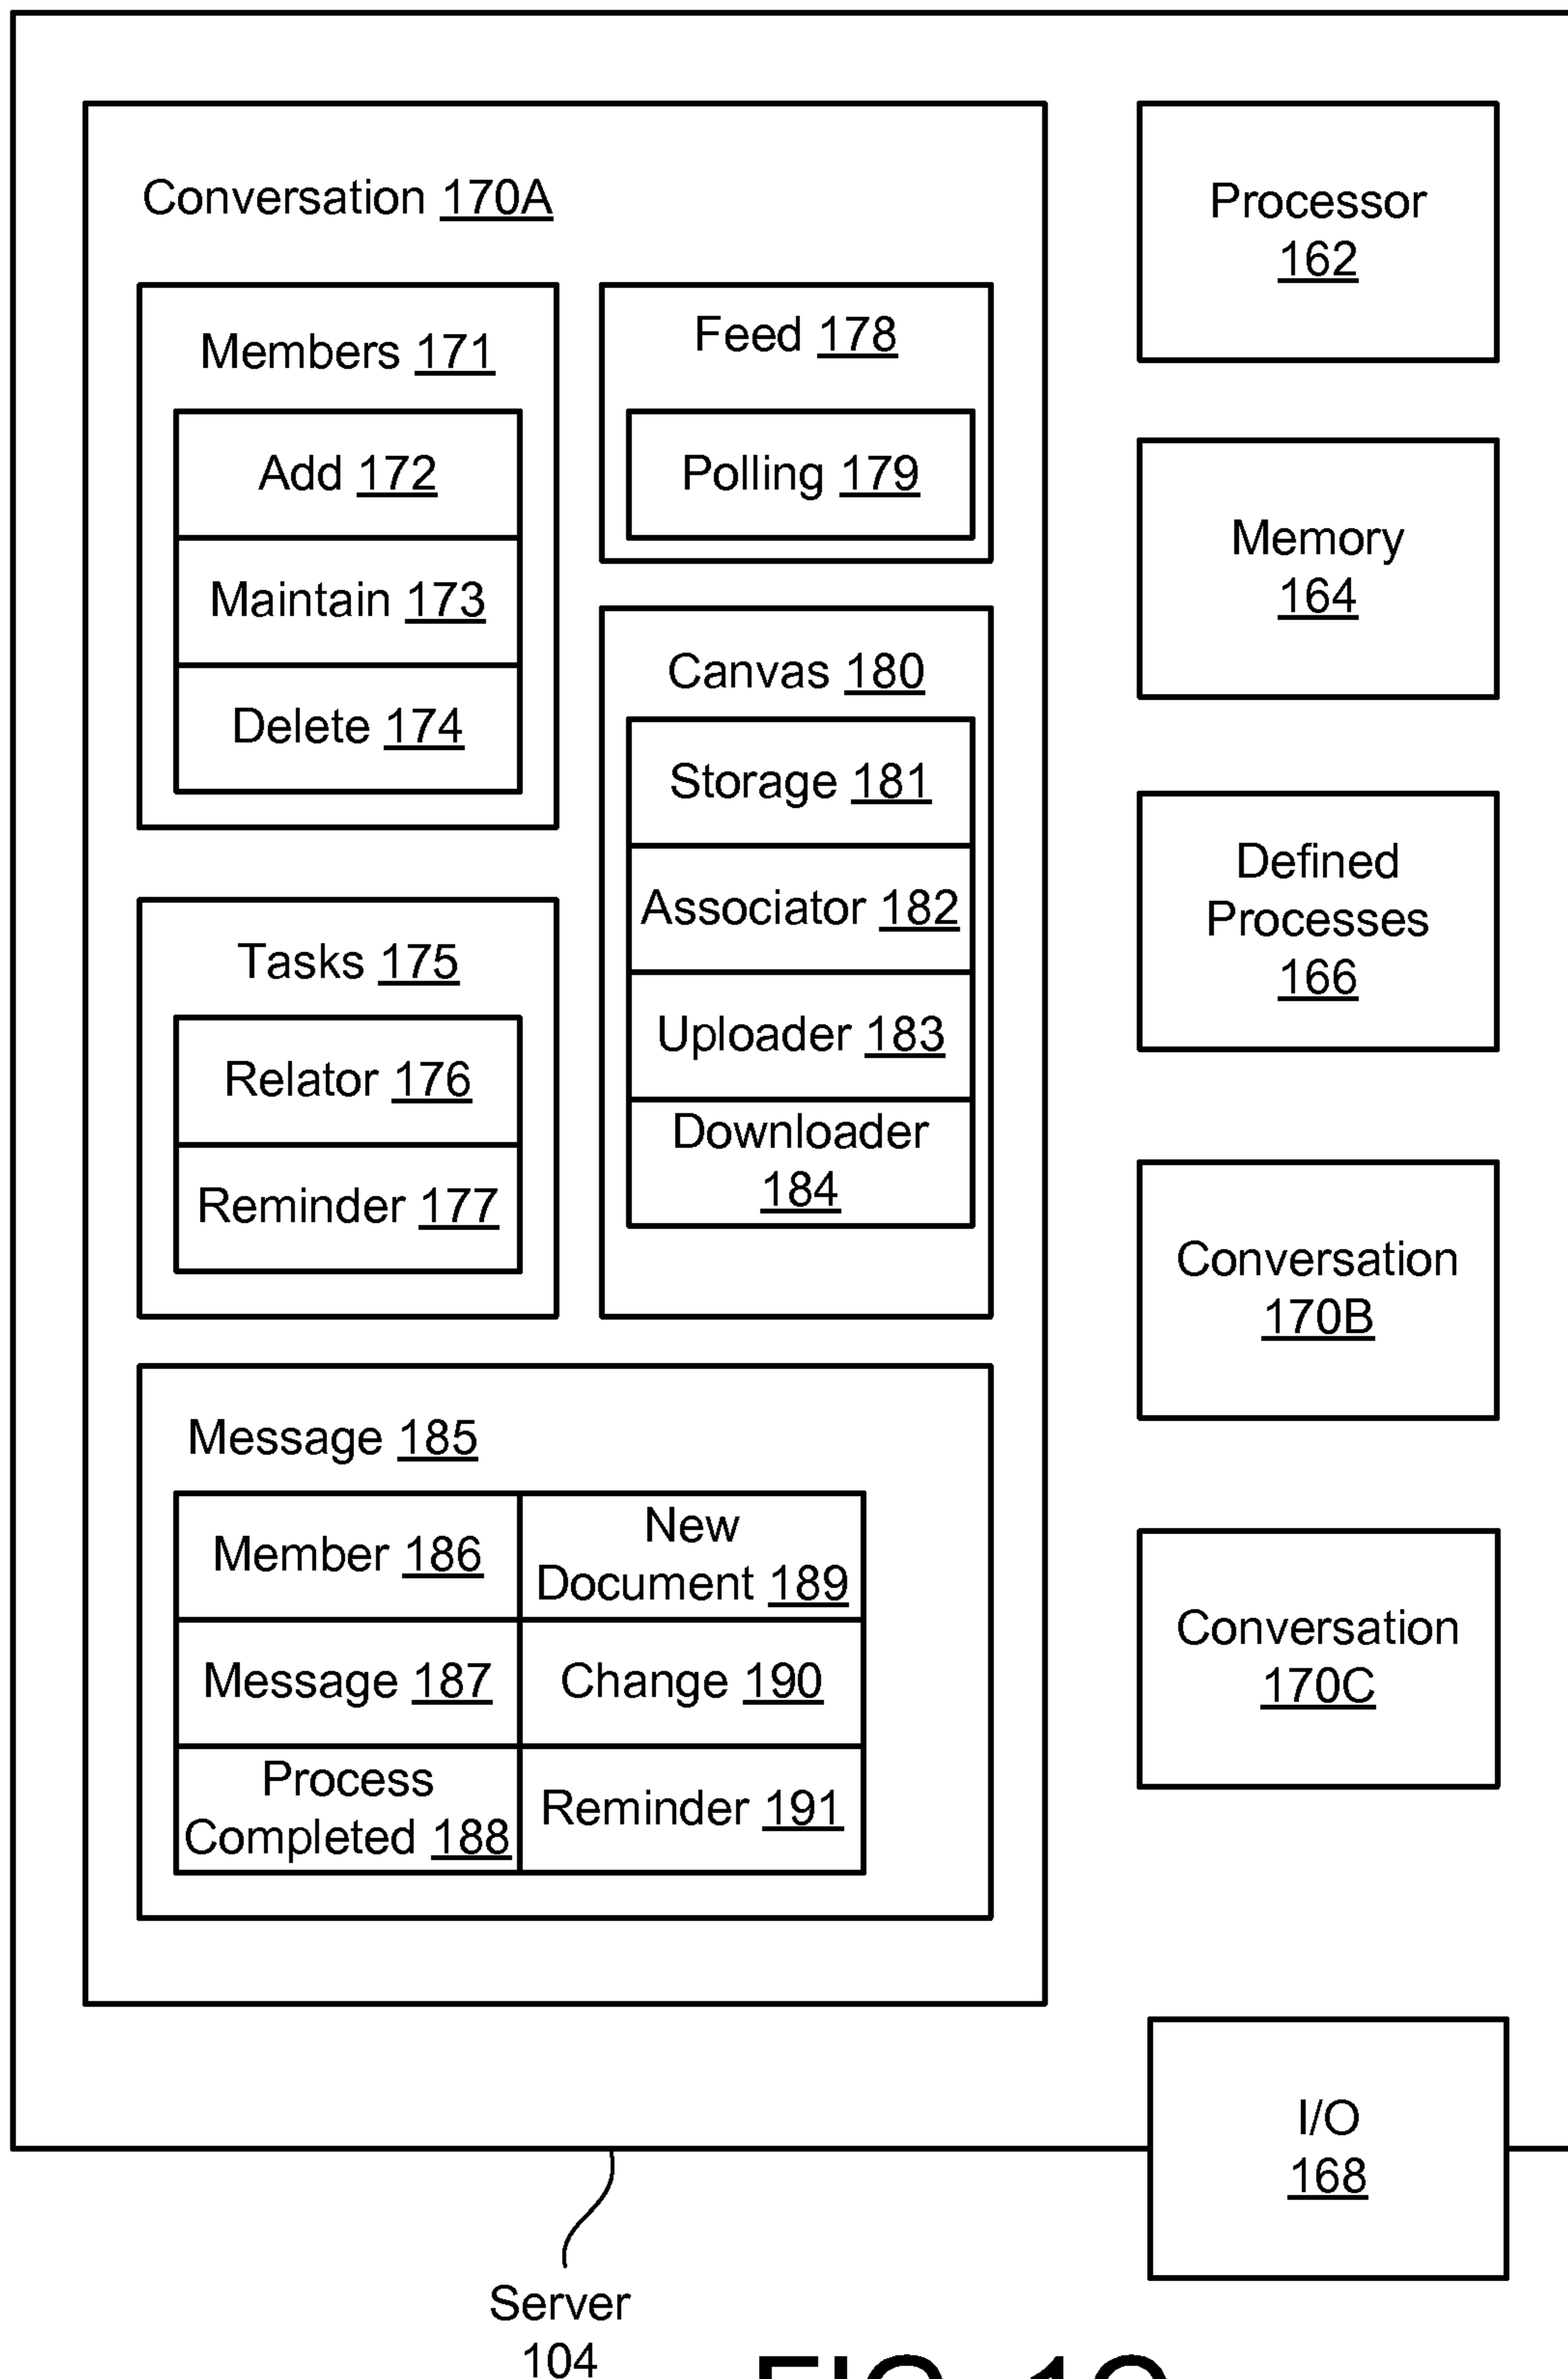 Conversation 170A
Members 171
Add 172
Maintain 173
Delete 174
Tasks 175
Relator 176
Reminder 177
Feed 178
Polling 179
Canvas 180
Storage 181
Associator 182
Uploader 183
Downloader
184
Message 185
Member 186
New
Document 189
Message 187
Change 190
Process
Completed 188
Reminder 191
Processor
162
Memory
164
Defined
Processes
166
Conversation
170B
Conversation
170C
I/O
168
Server
104
FIG. 1C